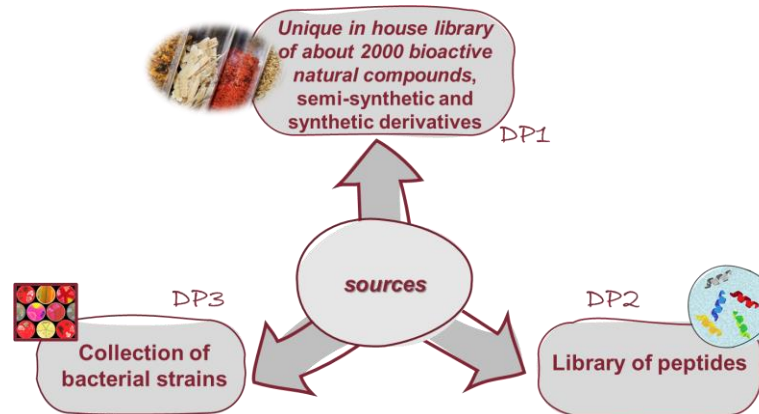 Unique in house library
of about 2000 bioactive
natural compounds,
semi-synthetic and
synthetic derivatives
DP1
sources
DP3
Collection of
bacterial strains
DP2
Library of peptides